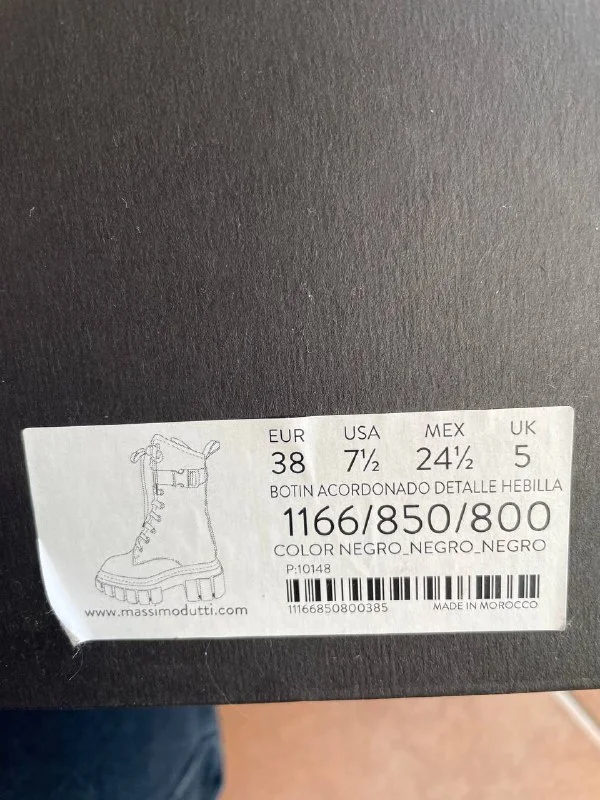 EUR USA MEX UK
38 7½ 24½ 5
BOTIN ACORDONADO DETALLE HEBILLA
1166/850/800
COLOR NEGRO_NEGRO_NEGRO
P:10148
www.massimodutti.com 11166850800385 MADE IN MOROCCO